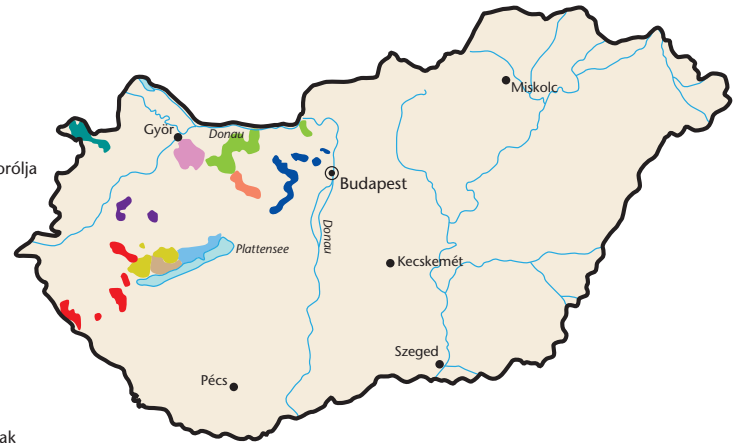 Miskolc
Győr
Donau
orólja
Budapest
Donau
Plattensee
Kecskemét
Szeged
Pécs
ak